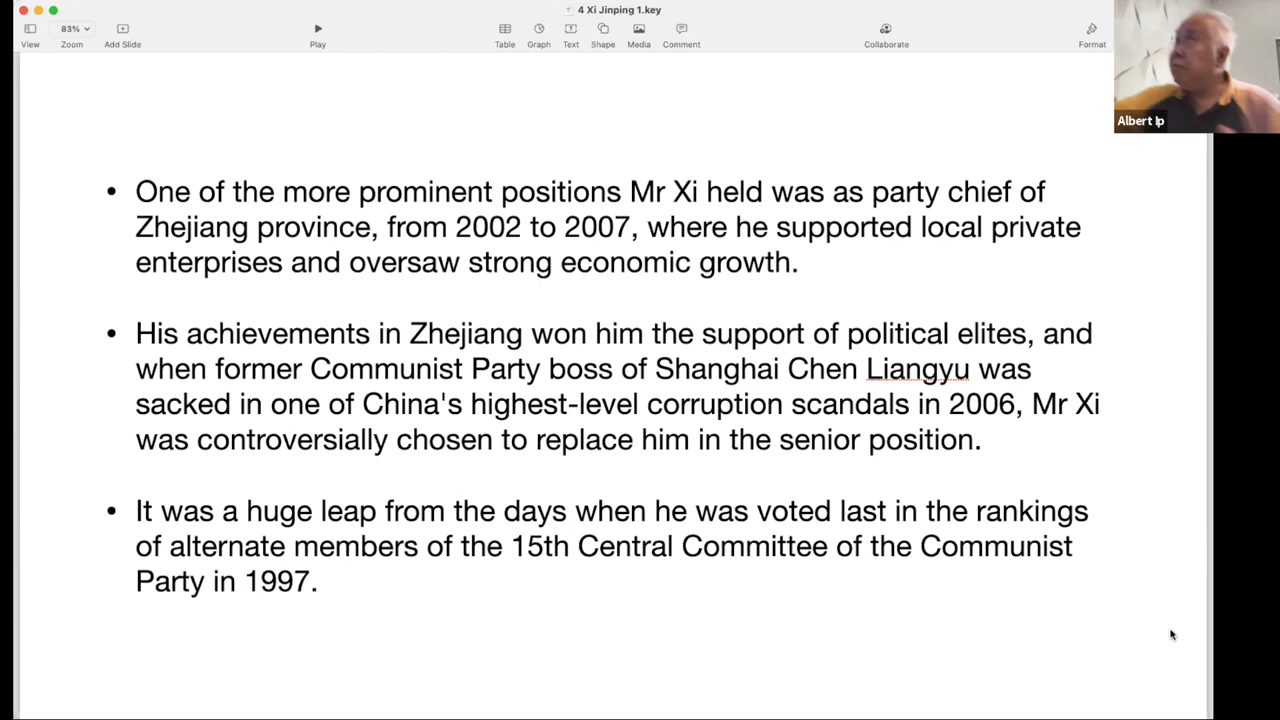 4 Xi Jinping 1.key
83%
View
Zoom
Add Slide
Play
Table
Graph
Text
Shape
Media
Comment
Collaborate
Format
Albert Ip
• One of the more prominent positions Mr Xi held was as party chief of
Zhejiang province, from 2002 to 2007, where he supported local private
enterprises and oversaw strong economic growth.
• His achievements in Zhejiang won him the support of political elites, and
when former Communist Party boss of Shanghai Chen Liangyu was
sacked in one of China's highest-level corruption scandals in 2006, Mr Xi
was controversially chosen to replace him in the senior position.
• It was a huge leap from the days when he was voted last in the rankings
of alternate members of the 15th Central Committee of the Communist
Party in 1997.